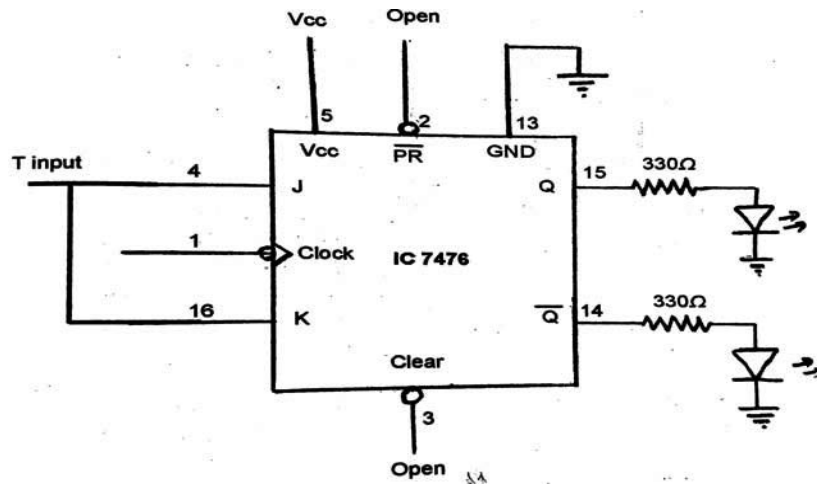 Vcc
Open
5
2
13
Vcc
P̅R̅
GND
T input
4
J
Q
15
330Ω
1
Clock
IC 7476
16
K
Q̅
14
330Ω
Clear
3
Open